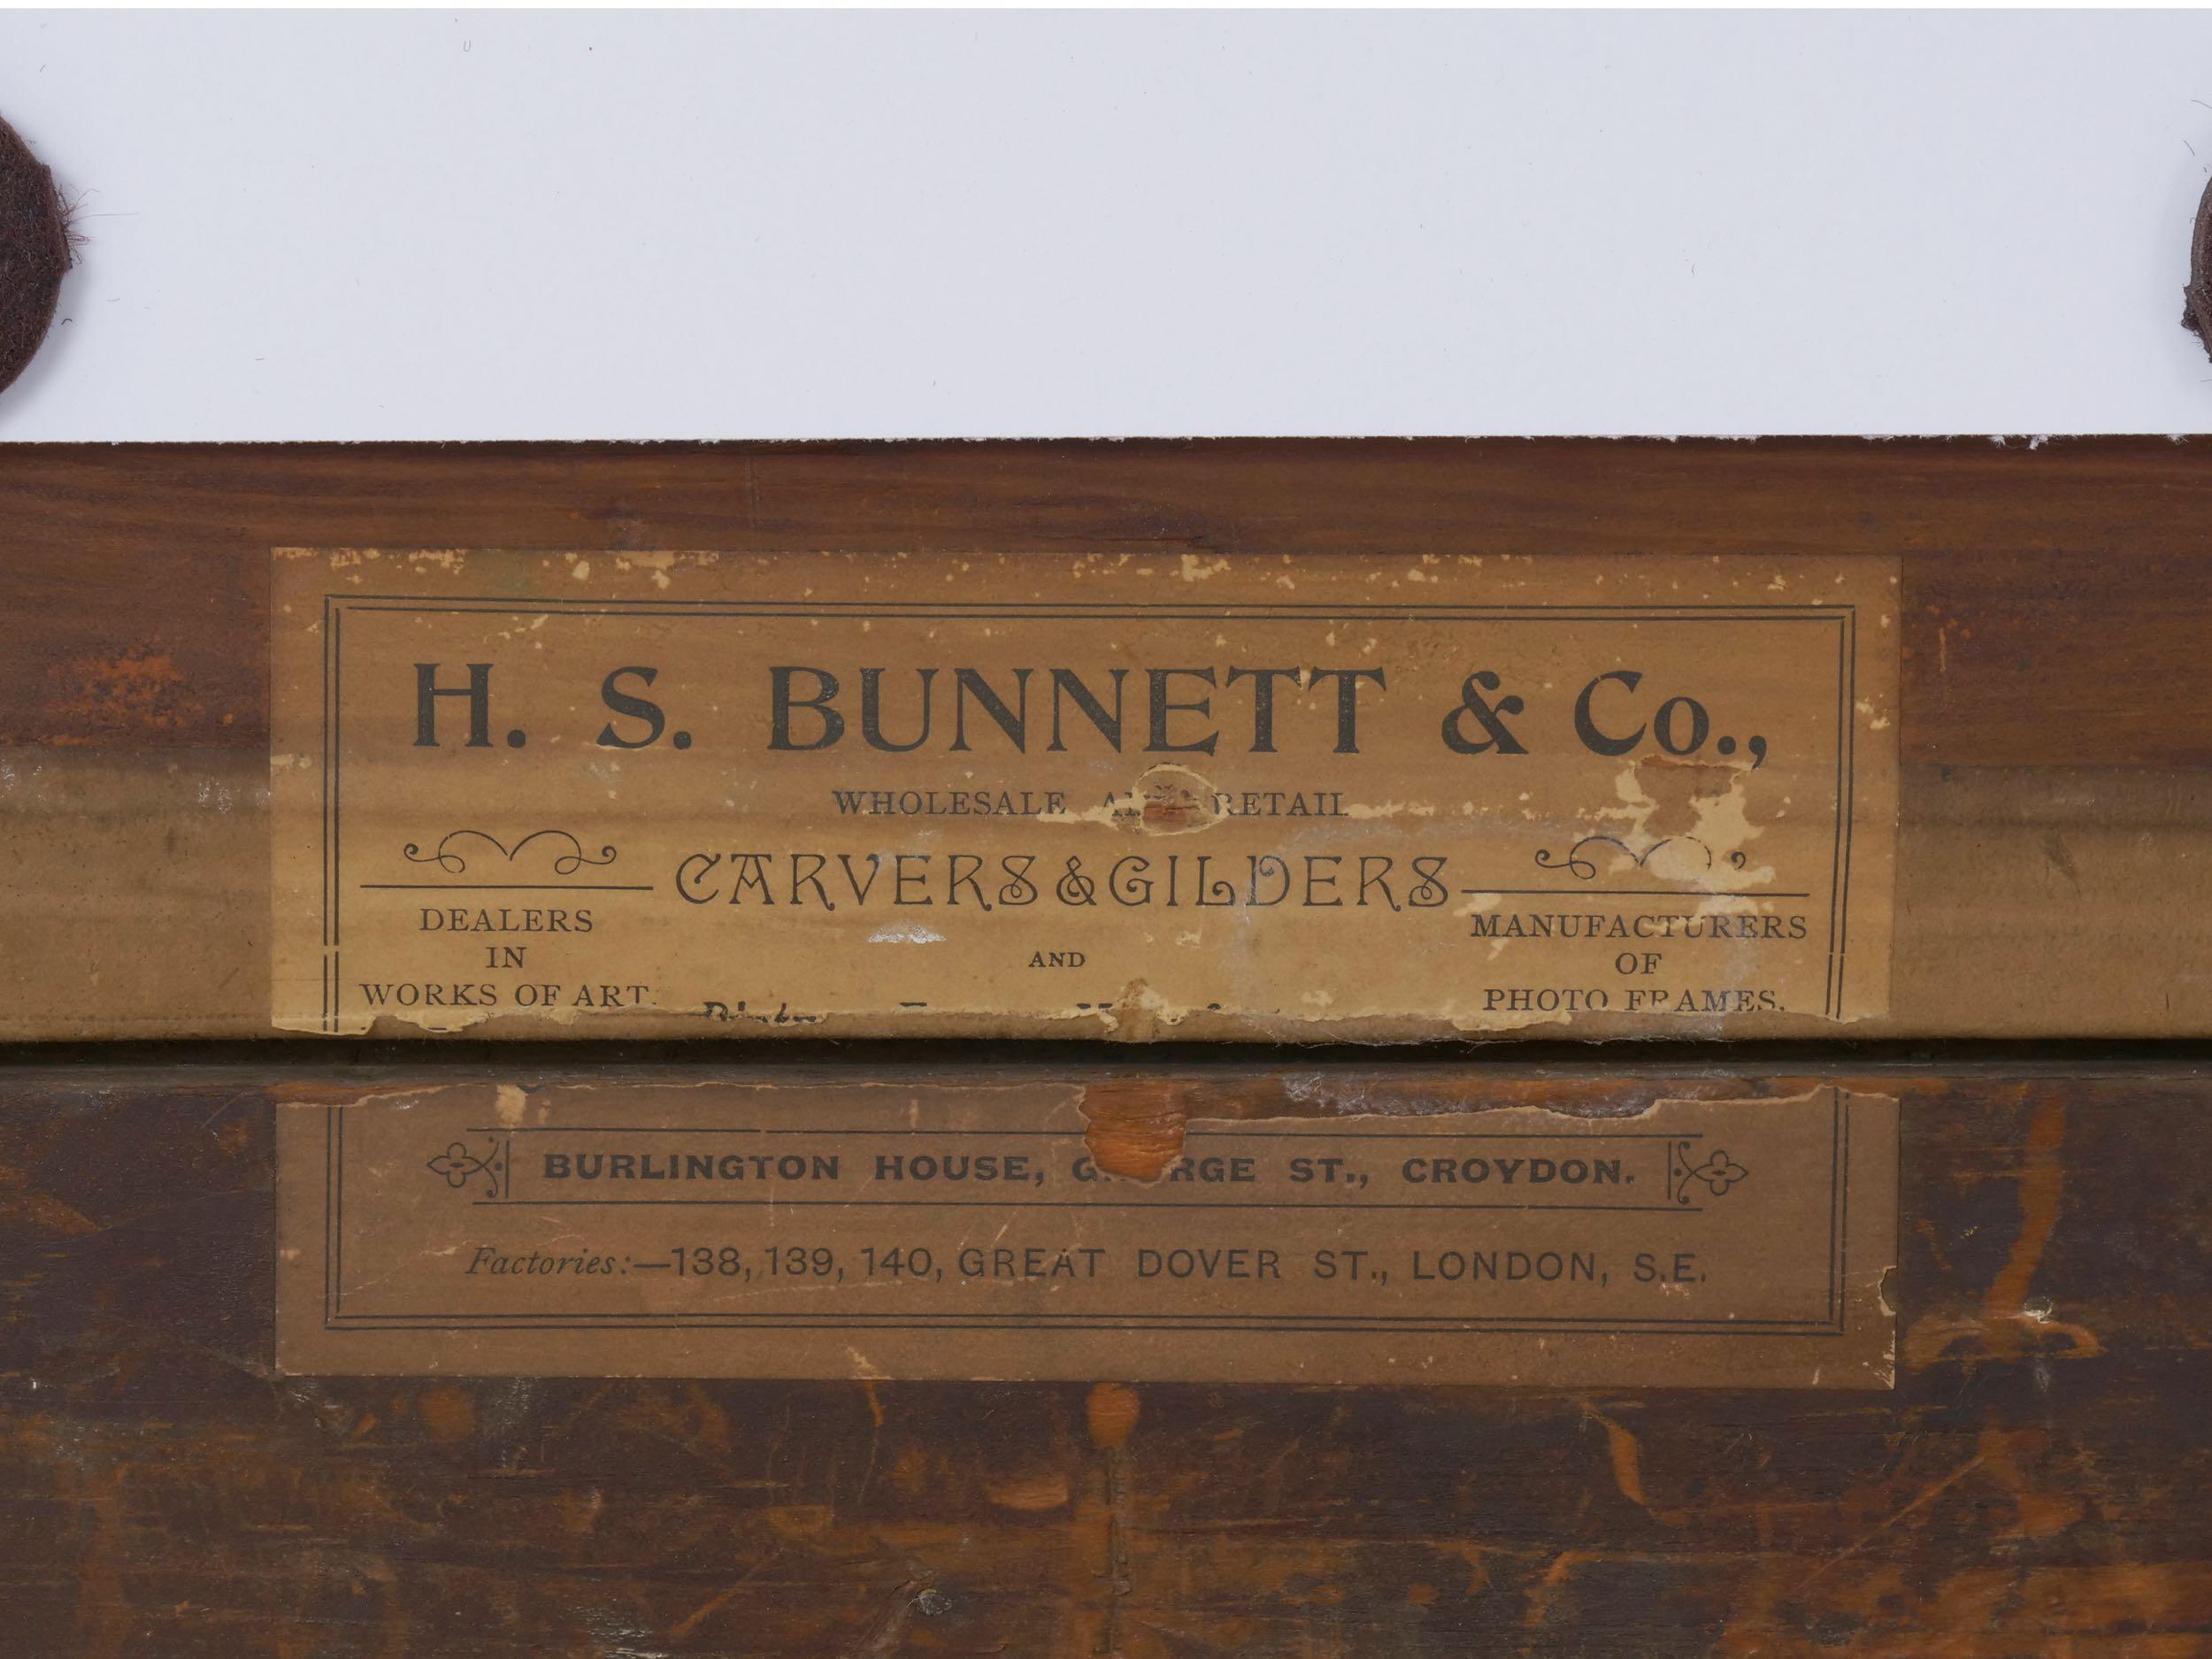 H. S. BUNNETT & Co.,
WHOLESALE RETAIL
CARVERS & GILDERS
DEALERS
IN
WORKS OF ART.
AND
MANUFACTURERS
OF
PHOTO FRAMES.
BURLINGTON HOUSE, ST., CROYDON.
Factories:—138, 139, 140, GREAT DOVER ST., LONDON, S.E.